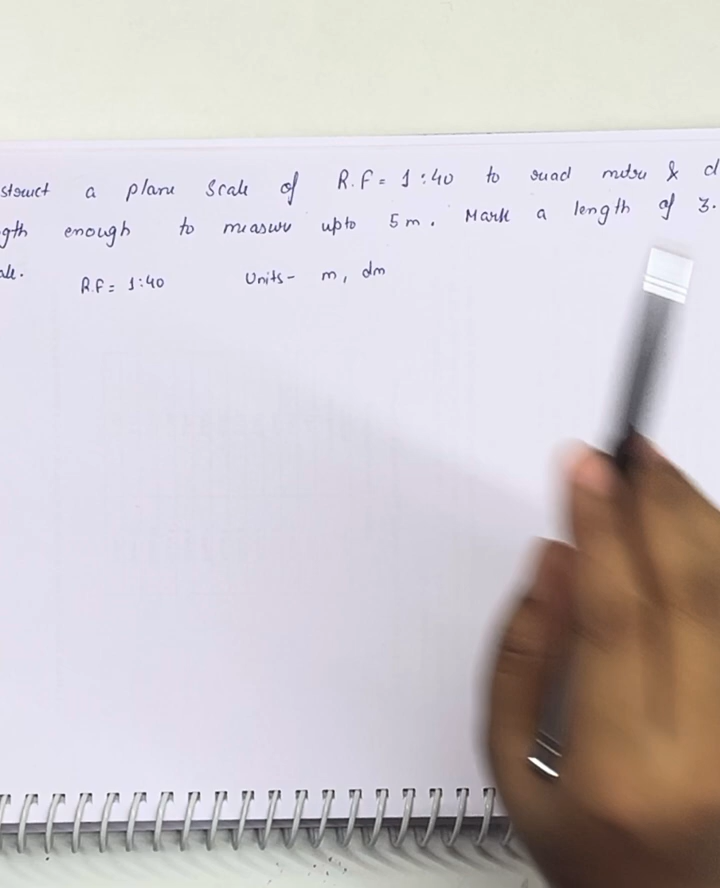 struct a plane Scale of R.F = 1:40 to read metre & d
gth enough to measure upto 5 m. Mark a length of 3.
ale. R.F = 1:40 Units- m, dm